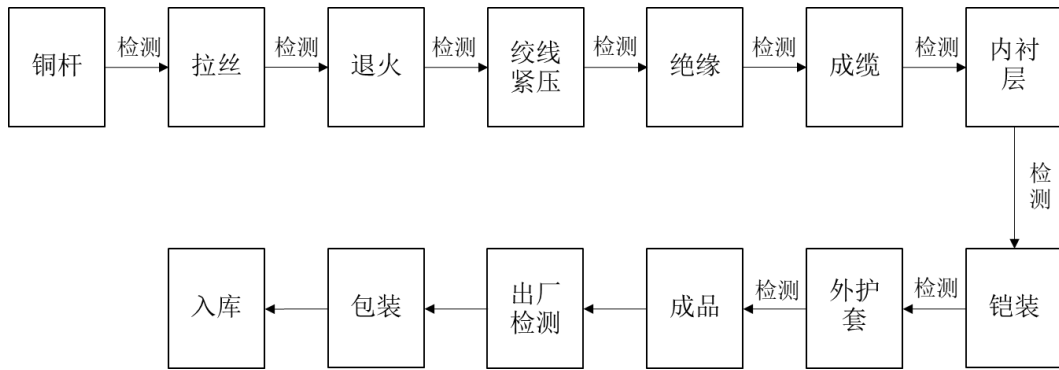 铜杆
检测
拉丝
检测
退火
检测
绞线
紧压
检测
绝缘
检测
成缆
检测
内衬
层
检
测
铠装
检测
外护
套
检测
成品
出厂
检测
包装
入库